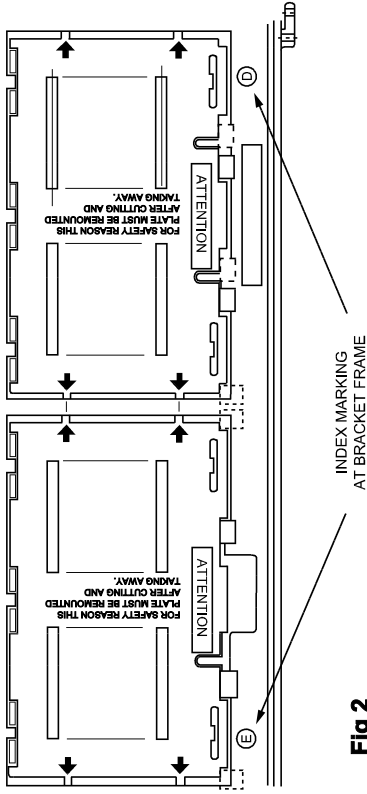 D
ATTENTION
FOR SAFETY REASON THIS
PLATE MUST BE REMOUNTED
AFTER CUTTING AND
TAKING AWAY.
INDEX MARKING
AT BRACKET FRAME
ATTENTION
FOR SAFETY REASON THIS
PLATE MUST BE REMOUNTED
AFTER CUTTING AND
TAKING AWAY.
E
Fig 2